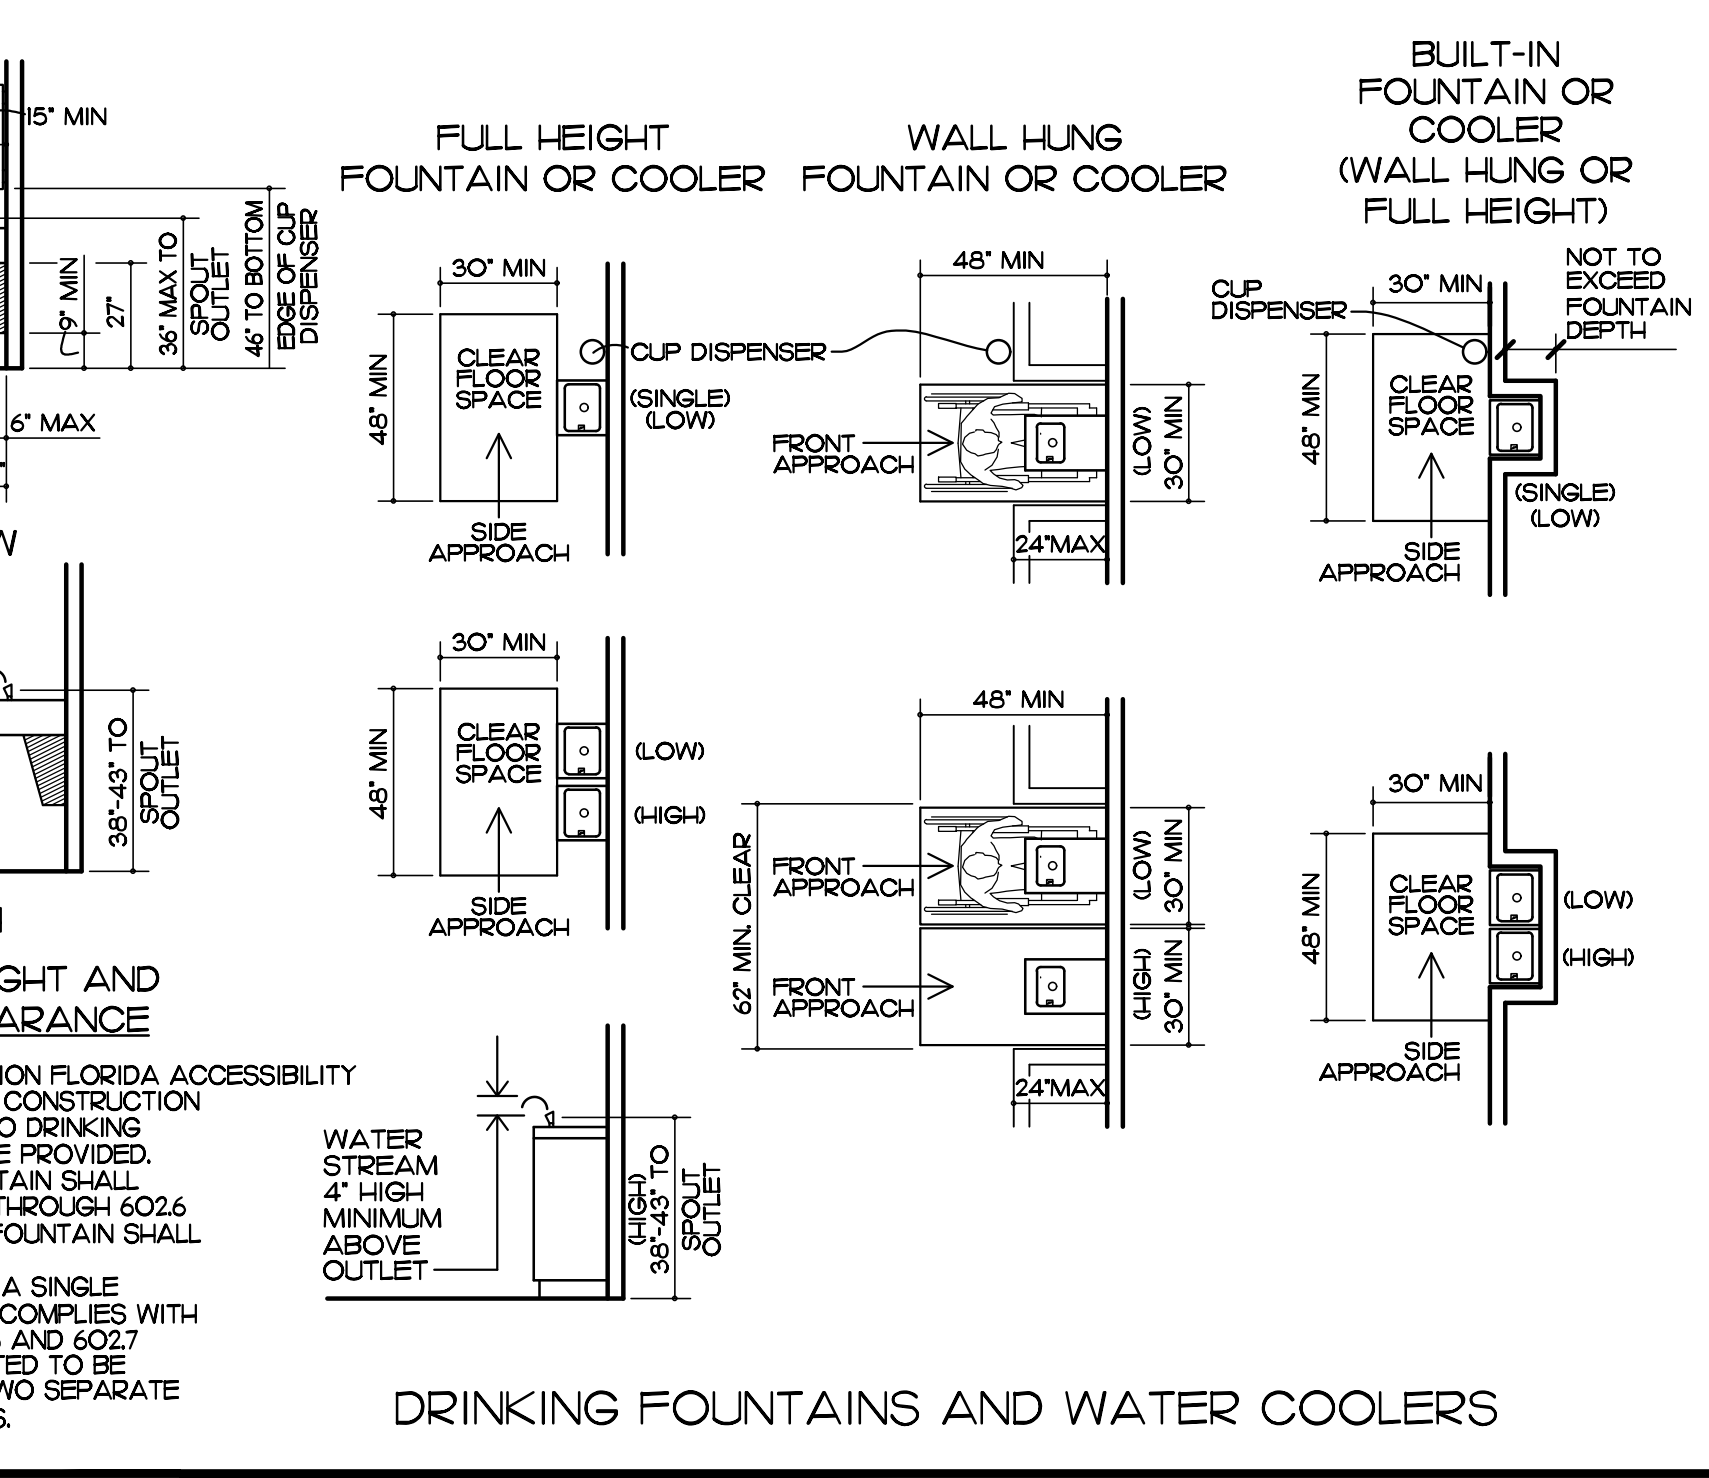 15" MIN
9" MIN
27"
36" MAX TO
SPOUT
OUTLET
46" TO BOTTOM
EDGE OF CUP
DISPENSER
6" MAX
38"-43" TO
SPOUT
OUTLET
GHT AND
ARANCE
ION FLORIDA ACCESSIBILITY
CONSTRUCTION
O DRINKING
E PROVIDED.
TAIN SHALL
THROUGH 602.6
FOUNTAIN SHALL
A SINGLE
COMPLIES WITH
AND 602.7
TED TO BE
WO SEPARATE
S.
FULL HEIGHT
FOUNTAIN OR COOLER
30" MIN
48" MIN
CLEAR
FLOOR
SPACE
CUP DISPENSER
(SINGLE)
(LOW)
SIDE
APPROACH
30" MIN
48" MIN
CLEAR
FLOOR
SPACE
(LOW)
(HIGH)
SIDE
APPROACH
WATER
STREAM
4" HIGH
MINIMUM
ABOVE
OUTLET
(HIGH)
38"-43" TO
SPOUT
OUTLET
WALL HUNG
FOUNTAIN OR COOLER
48" MIN
FRONT
APPROACH
(LOW)
30" MIN
24"MAX
48" MIN
62" MIN. CLEAR
FRONT
APPROACH
(LOW)
30" MIN
FRONT
APPROACH
(HIGH)
30" MIN
24"MAX
BUILT-IN
FOUNTAIN OR
COOLER
(WALL HUNG OR
FULL HEIGHT)
CUP
DISPENSER
30" MIN
NOT TO
EXCEED
FOUNTAIN
DEPTH
48" MIN
CLEAR
FLOOR
SPACE
(SINGLE)
(LOW)
SIDE
APPROACH
30" MIN
48" MIN
CLEAR
FLOOR
SPACE
(LOW)
(HIGH)
SIDE
APPROACH
DRINKING FOUNTAINS AND WATER COOLERS